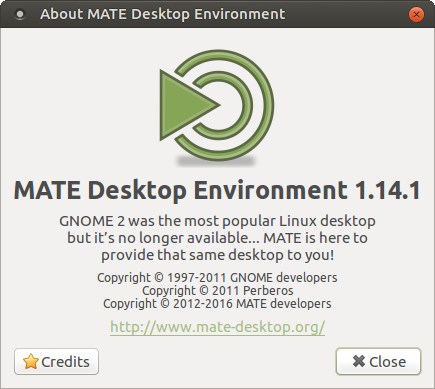 About MATE Desktop Environment
MATE Desktop Environment 1.14.1
GNOME 2 was the most popular Linux desktop
but it's no longer available... MATE is here to
provide that same desktop to you!
Copyright © 1997-2011 GNOME developers
Copyright © 2011 Perberos
Copyright © 2012-2016 MATE developers
http://www.mate-desktop.org/
Credits
Close